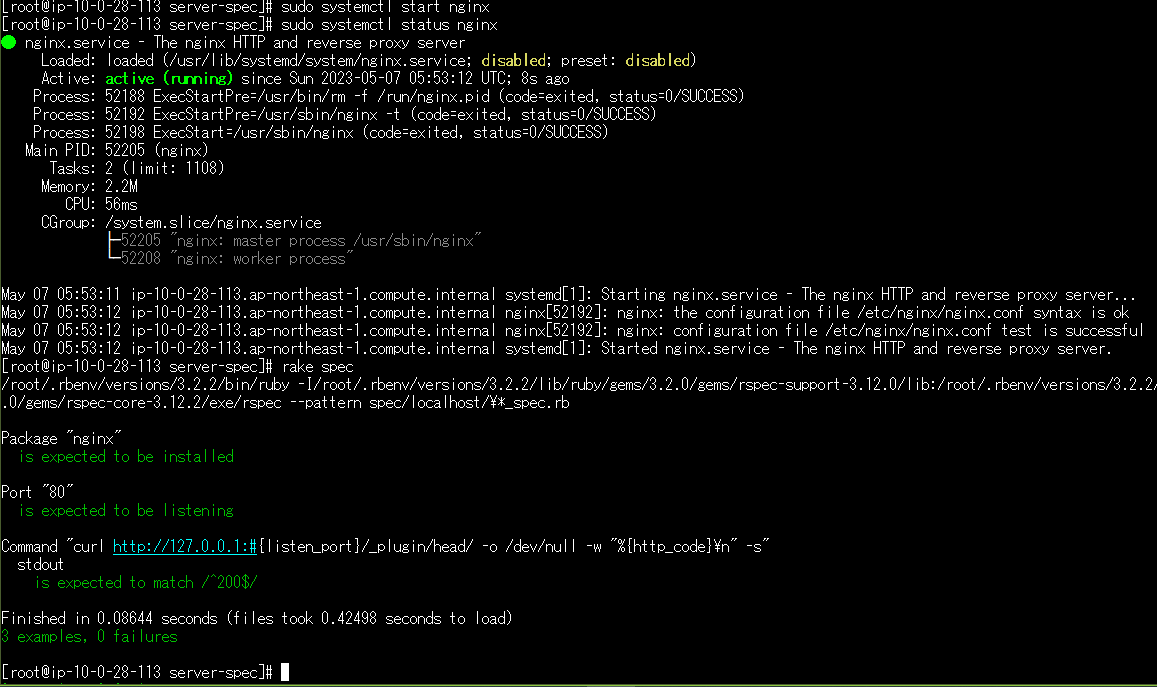 [root@ip-10-0-28-113 server-spec]# sudo systemctl start nginx
[root@ip-10-0-28-113 server-spec]# sudo systemctl status nginx
● nginx.service - The nginx HTTP and reverse proxy server
Loaded: loaded (/usr/lib/systemd/system/nginx.service; disabled; preset: disabled)
Active: active (running) since Sun 2023-05-07 05:53:12 UTC; 8s ago
Process: 52188 ExecStartPre=/usr/bin/rm -f /run/nginx.pid (code=exited, status=0/SUCCESS)
Process: 52192 ExecStartPre=/usr/sbin/nginx -t (code=exited, status=0/SUCCESS)
Process: 52198 ExecStart=/usr/sbin/nginx (code=exited, status=0/SUCCESS)
Main PID: 52205 (nginx)
Tasks: 2 (limit: 1108)
Memory: 2.2M
CPU: 56ms
CGroup: /system.slice/nginx.service
├─52205 "nginx: master process /usr/sbin/nginx"
└─52208 "nginx: worker process"
May 07 05:53:11 ip-10-0-28-113.ap-northeast-1.compute.internal systemd[1]: Starting nginx.service - The nginx HTTP and reverse proxy server...
May 07 05:53:12 ip-10-0-28-113.ap-northeast-1.compute.internal nginx[52192]: nginx: the configuration file /etc/nginx/nginx.conf syntax is ok
May 07 05:53:12 ip-10-0-28-113.ap-northeast-1.compute.internal nginx[52192]: nginx: configuration file /etc/nginx/nginx.conf test is successful
May 07 05:53:12 ip-10-0-28-113.ap-northeast-1.compute.internal systemd[1]: Started nginx.service - The nginx HTTP and reverse proxy server.
[root@ip-10-0-28-113 server-spec]# rake spec
/root/.rbenv/versions/3.2.2/bin/ruby -I/root/.rbenv/versions/3.2.2/lib/ruby/gems/3.2.0/gems/rspec-support-3.12.0/lib:/root/.rbenv/versions/3.2.2/
.0/gems/rspec-core-3.12.2/exe/rspec --pattern spec/localhost/¥*_spec.rb
Package "nginx"
is expected to be installed
Port "80"
is expected to be listening
Command "curl http://127.0.0.1:#{listen_port}/_plugin/head/ -o /dev/null -w "%{http_code}¥n" -s"
stdout
is expected to match /^200$/
Finished in 0.08644 seconds (files took 0.42498 seconds to load)
3 examples, 0 failures
[root@ip-10-0-28-113 server-spec]#